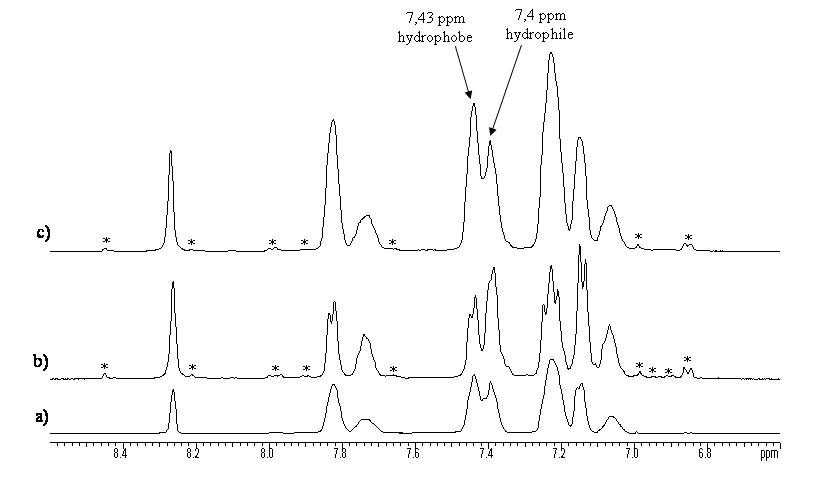 7,43 ppm
hydrophobe
7,4 ppm
hydrophile
c)
* * * * * * *
b)
* * * * * * * * *
a)
8.4 8.2 8.0 7.8 7.6 7.4 7.2 7.0 6.8 ppm